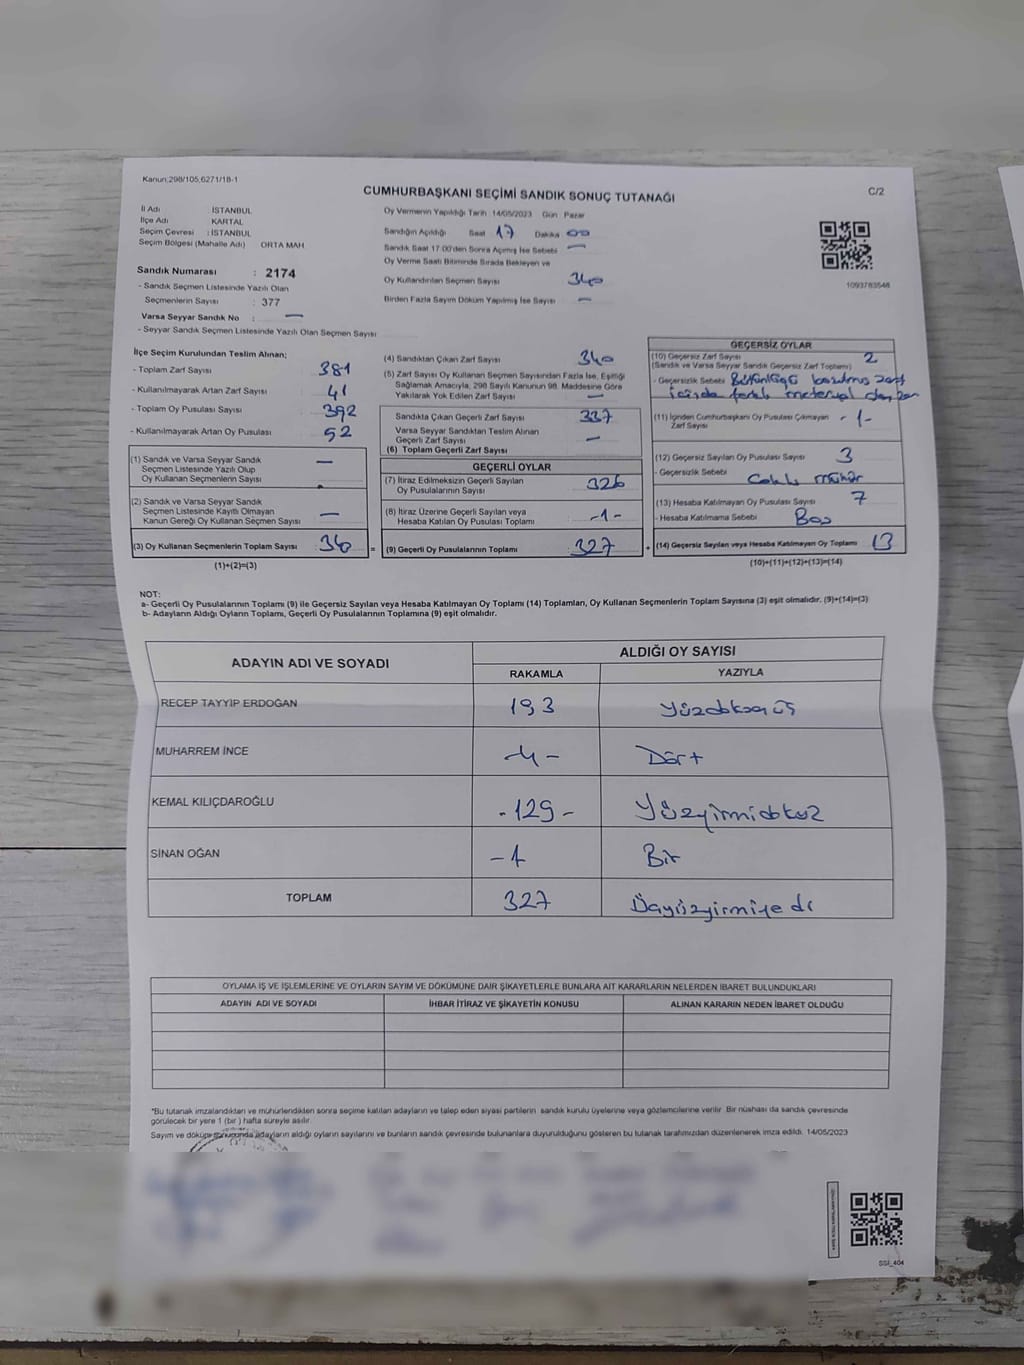 Kanun:298/105,6271/18-1
C/2
CUMHURBAŞKANI SEÇİMİ SANDIK SONUÇ TUTANAĞI
İl Adı İSTANBUL
İlçe Adı KARTAL
Seçim Çevresi : İSTANBUL
Seçim Bölgesi (Mahalle Adı) ORTA MAH
Sandık Numarası : 2174
- Sandık Seçmen Listesinde Yazılı Olan
Seçmenlerin Sayısı : 377
Varsa Seyyar Sandık No : —
- Seyyar Sandık Seçmen Listesinde Yazılı Olan Seçmen Sayısı
Oy Vermenin Yapıldığı Tarih :14/05/2023 Gün : Pazar
Sandığın Açıldığı Saat 17 Dakika 00
Sandık Saat 17:00'den Sonra Açılmış İse Sebebi —
Oy Verme Saati Bitiminde Sırada Bekleyen ve
Oy Kullandırılan Seçmen Sayısı 340
Birden Fazla Sayım Döküm Yapılmış İse Sayısı —
1093783546
İlçe Seçim Kurulundan Teslim Alınan;
- Toplam Zarf Sayısı 381
- Kullanılmayarak Artan Zarf Sayısı 41
- Toplam Oy Pusulası Sayısı 392
- Kullanılmayarak Artan Oy Pusulası 52
(1) Sandık ve Varsa Seyyar Sandık
Seçmen Listesinde Yazılı Olup
Oy Kullanan Seçmenlerin Sayısı —
(2) Sandık ve Varsa Seyyar Sandık
Seçmen Listesinde Kayıtlı Olmayan
Kanun Gereği Oy Kullanan Seçmen Sayısı —
(3) Oy Kullanan Seçmenlerin Toplam Sayısı 340 =
(1)+(2)=(3)
(4) Sandıktan Çıkan Zarf Sayısı 340
(5) Zarf Sayısı Oy Kullanan Seçmen Sayısından Fazla İse, Eşitliği
Sağlamak Amacıyla, 298 Sayılı Kanunun 98. Maddesine Göre
Yakılarak Yok Edilen Zarf Sayısı —
Sandıkta Çıkan Geçerli Zarf Sayısı 337
Varsa Seyyar Sandıktan Teslim Alınan
Geçerli Zarf Sayısı —
(6) Toplam Geçerli Zarf Sayısı
GEÇERLİ OYLAR
(7) İtiraz Edilmeksizin Geçerli Sayılan
Oy Pusulalarının Sayısı 326
(8) İtiraz Üzerine Geçerli Sayılan veya
Hesaba Katılan Oy Pusulası Toplamı -1-
(9) Geçerli Oy Pusulalarının Toplamı 327 +
GEÇERSİZ OYLAR
(10) Geçersiz Zarf Sayısı 2
(Sandık ve Varsa Seyyar Sandık Geçersiz Zarf Toplamı)
- Geçersizlik Sebebi Bütünlüğü bozulmuş zarf
içinde farklı materyal
(11) İçinden Cumhurbaşkanı Oy Pusulası Çıkmayan - 1 -
Zarf Sayısı
(12) Geçersiz Sayılan Oy Pusulası Sayısı 3
- Geçersizlik Sebebi Çoklu mühür
(13) Hesaba Katılmayan Oy Pusulası Sayısı 7
- Hesaba Katılmama Sebebi Boş
(14) Geçersiz Sayılan veya Hesaba Katılmayan Oy Toplamı 13
(10)+(11)+(12)+(13)=(14)
NOT:
a- Geçerli Oy Pusulalarının Toplamı (9) ile Geçersiz Sayılan veya Hesaba Katılmayan Oy Toplamı (14) Toplamları, Oy Kullanan Seçmenlerin Toplam Sayısına (3) eşit olmalıdır. (9)+(14)=(3)
b- Adayların Aldığı Oyların Toplamı, Geçerli Oy Pusulalarının Toplamına (9) eşit olmalıdır.
ADAYIN ADI VE SOYADI
ALDIĞI OY SAYISI
RAKAMLA YAZIYLA
RECEP TAYYİP ERDOĞAN 193 Yüzdoksanüç
MUHARREM İNCE -4- Dört
KEMAL KILIÇDAROĞLU -129- Yüzyirmidokuz
SİNAN OĞAN -1 Bir
TOPLAM 327 Üçyüzyirmiyedi
OYLAMA İŞ VE İŞLEMLERİNE VE OYLARIN SAYIM VE DÖKÜMÜNE DAİR ŞİKAYETLERLE BUNLARA AİT KARARLARIN NELERDEN İBARET BULUNDUKLARI
ADAYIN ADI VE SOYADI İHBAR İTİRAZ VE ŞİKAYETİN KONUSU ALINAN KARARIN NEDEN İBARET OLDUĞU
*Bu tutanak imzalandıktan ve mühürlendikten sonra seçime katılan adayların ve talep eden siyasi partilerin sandık kurulu üyelerine veya gözlemcilerine verilir. Bir nüshası da sandık çevresinde
görülecek bir yere 1 (bir ) hafta süreyle asılır.
Sayım ve döküm sonucunda adayların aldığı oyların sayılarını ve bunların sandık çevresinde bulunanlara duyurulduğunu gösteren bu tutanak tarafımızdan düzenlenerek imza edildi. 14/05/2023
SSI_404